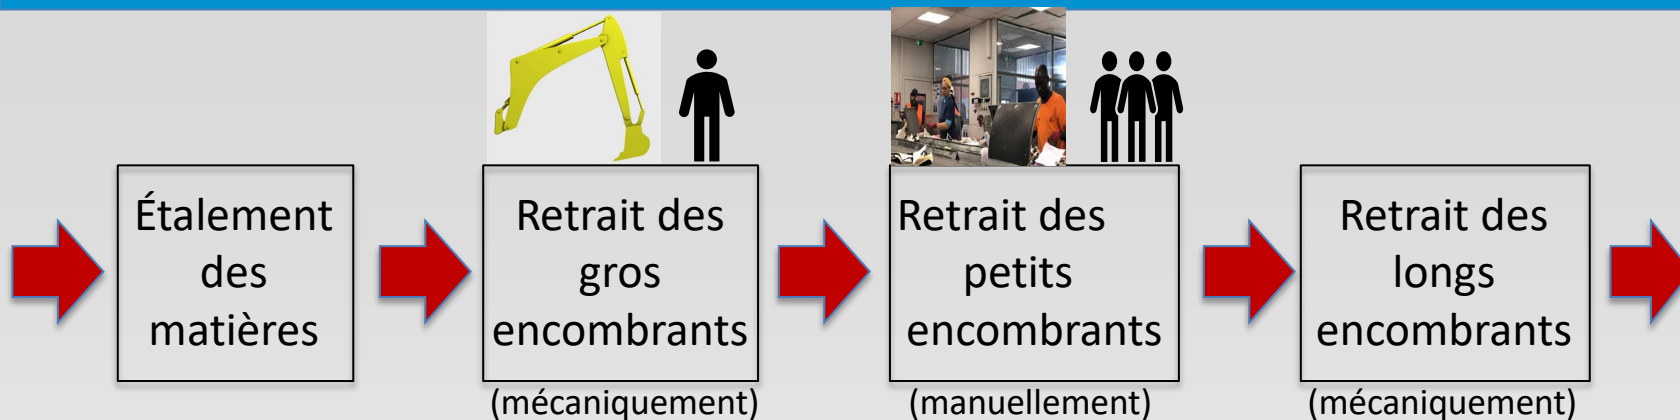 Étalement
des
matières
Retrait des
gros
encombrants
(mécaniquement)
Retrait des
petits
encombrants
(manuellement)
Retrait des
longs
encombrants
(mécaniquement)